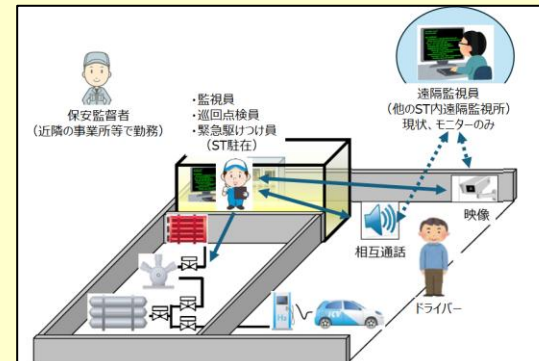 保安監督者
(近隣の事業所等で勤務)
・監視員
・巡回点検員
・緊急駆けつけ員
(ST駐在)
遠隔監視員
(他のST内遠隔監視所)
現状、モニターのみ
映像
相互通話
ドライバー
H2
FCV